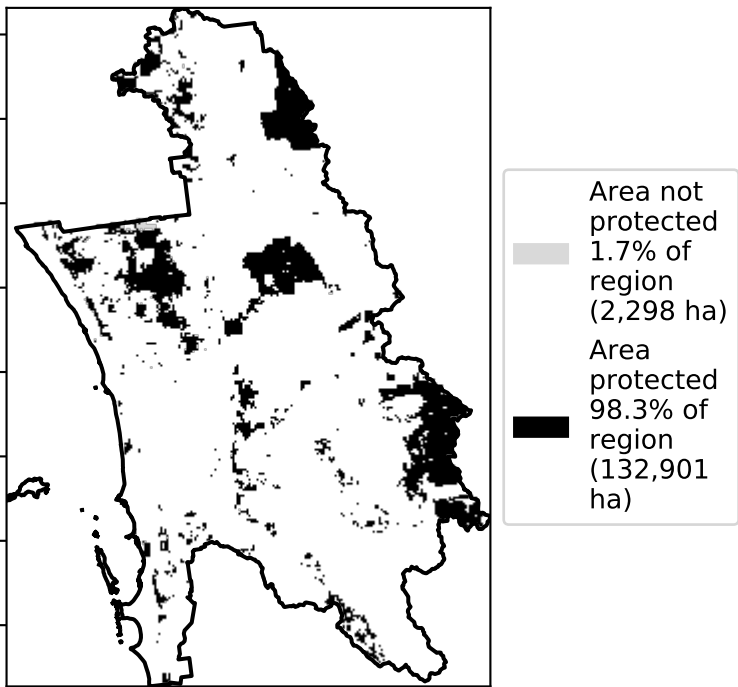 Area not
protected
1.7% of
region
(2,298 ha)
Area
protected
98.3% of
region
(132,901
ha)